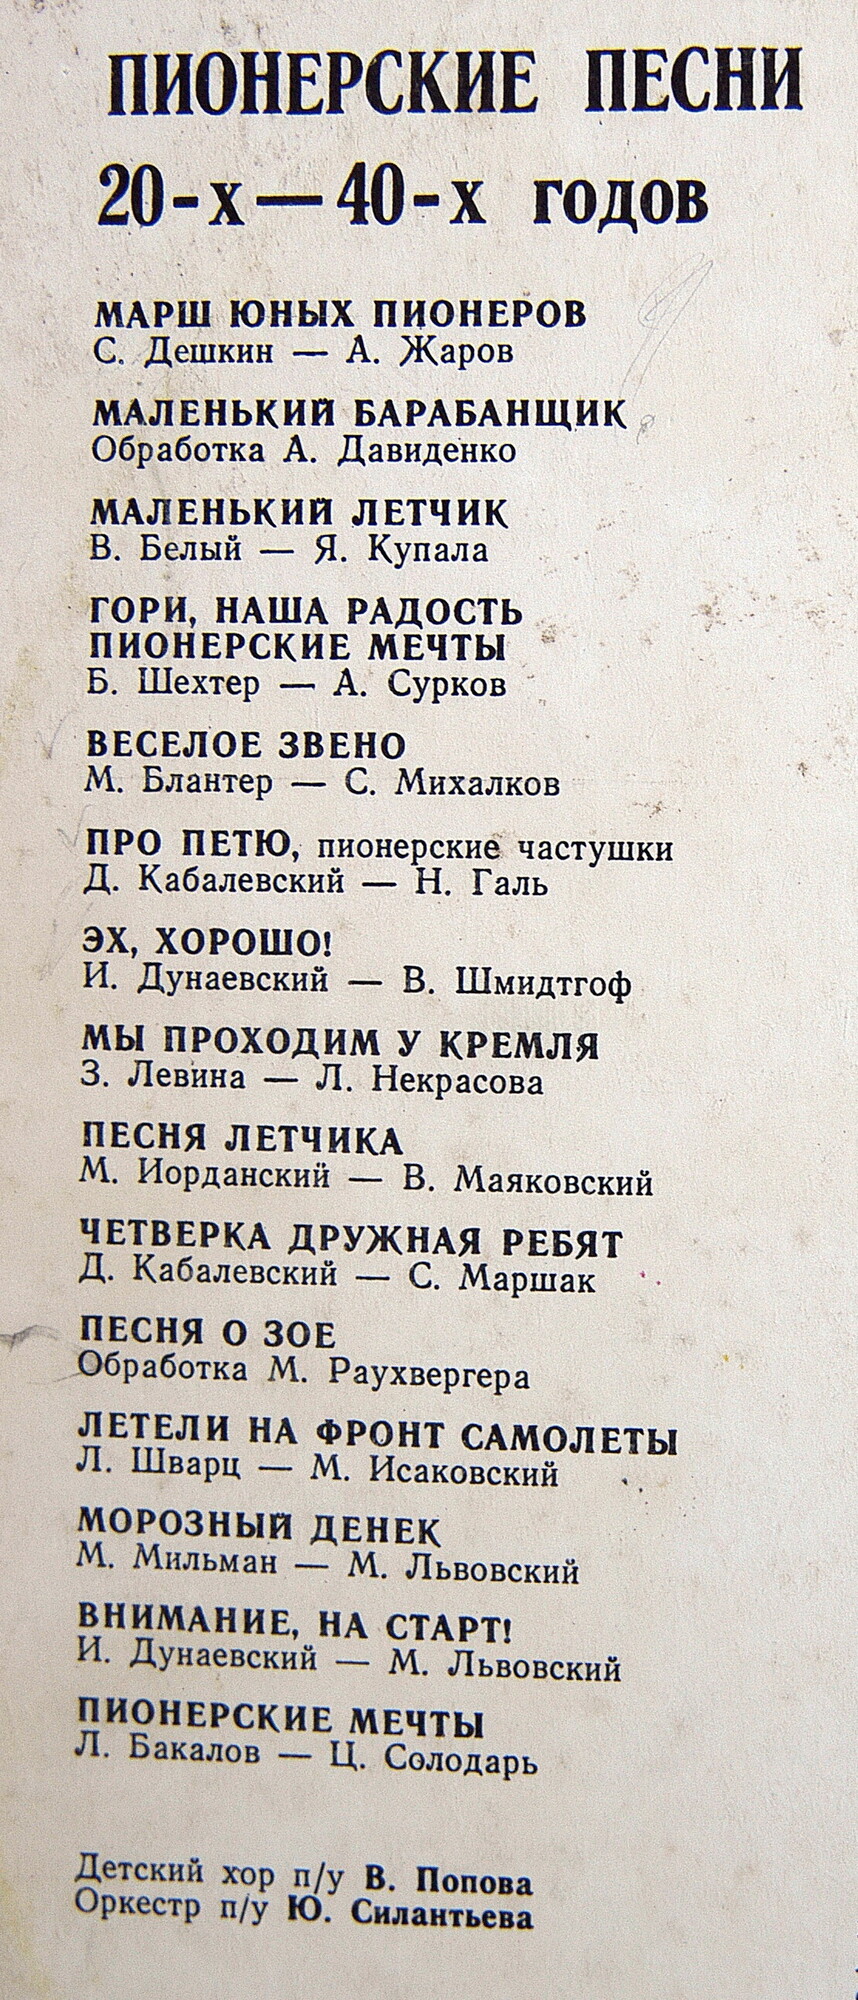 ПИОНЕРСКИЕ ПЕСНИ
20-х — 40-х годов
МАРШ ЮНЫХ ПИОНЕРОВ
С. Дешкин — А. Жаров
МАЛЕНЬКИЙ БАРАБАНЩИК
Обработка А. Давиденко
МАЛЕНЬКИЙ ЛЕТЧИК
В. Белый — Я. Купала
ГОРИ, НАША РАДОСТЬ
ПИОНЕРСКИЕ МЕЧТЫ
Б. Шехтер — А. Сурков
ВЕСЕЛОЕ ЗВЕНО
М. Блантер — С. Михалков
ПРО ПЕТЮ, пионерские частушки
Д. Кабалевский — Н. Галь
ЭХ, ХОРОШО!
И. Дунаевский — В. Шмидтгоф
МЫ ПРОХОДИМ У КРЕМЛЯ
З. Левина — Л. Некрасова
ПЕСНЯ ЛЕТЧИКА
М. Иорданский — В. Маяковский
ЧЕТВЕРКА ДРУЖНАЯ РЕБЯТ
Д. Кабалевский — С. Маршак
ПЕСНЯ О ЗОЕ
Обработка М. Раухвергера
ЛЕТЕЛИ НА ФРОНТ САМОЛЕТЫ
Л. Шварц — М. Исаковский
МОРОЗНЫЙ ДЕНЕК
М. Мильман — М. Львовский
ВНИМАНИЕ, НА СТАРТ!
И. Дунаевский — М. Львовский
ПИОНЕРСКИЕ МЕЧТЫ
Л. Бакалов — Ц. Солодарь
Детский хор п/у В. Попова
Оркестр п/у Ю. Силантьева